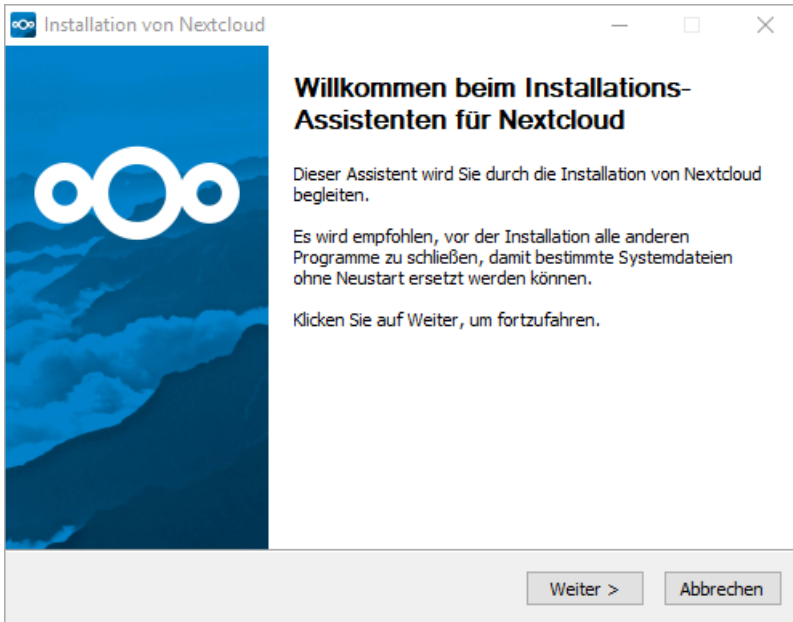 Installation von Nextcloud
Willkommen beim Installations-
Assistenten für Nextcloud
Dieser Assistent wird Sie durch die Installation von Nextcloud
begleiten.
Es wird empfohlen, vor der Installation alle anderen
Programme zu schließen, damit bestimmte Systemdateien
ohne Neustart ersetzt werden können.
Klicken Sie auf Weiter, um fortzufahren.
Weiter >
Abbrechen